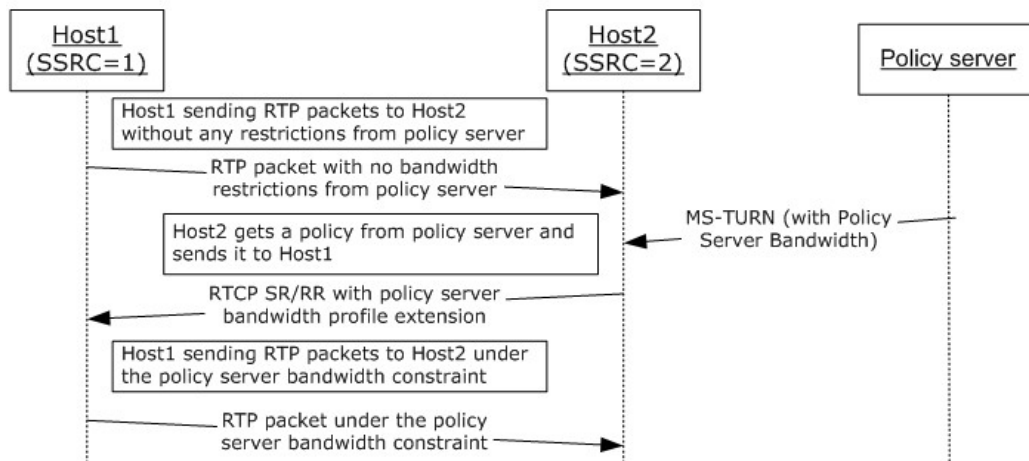 Host1
(SSRC=1)
Host2
(SSRC=2)
Policy server
Host1 sending RTP packets to Host2
without any restrictions from policy server
RTP packet with no bandwidth
restrictions from policy server
MS-TURN (with Policy
Server Bandwidth)
Host2 gets a policy from policy server and
sends it to Host1
RTCP SR/RR with policy server
bandwidth profile extension
Host1 sending RTP packets to Host2 under
the policy server bandwidth constraint
RTP packet under the policy
server bandwidth constraint